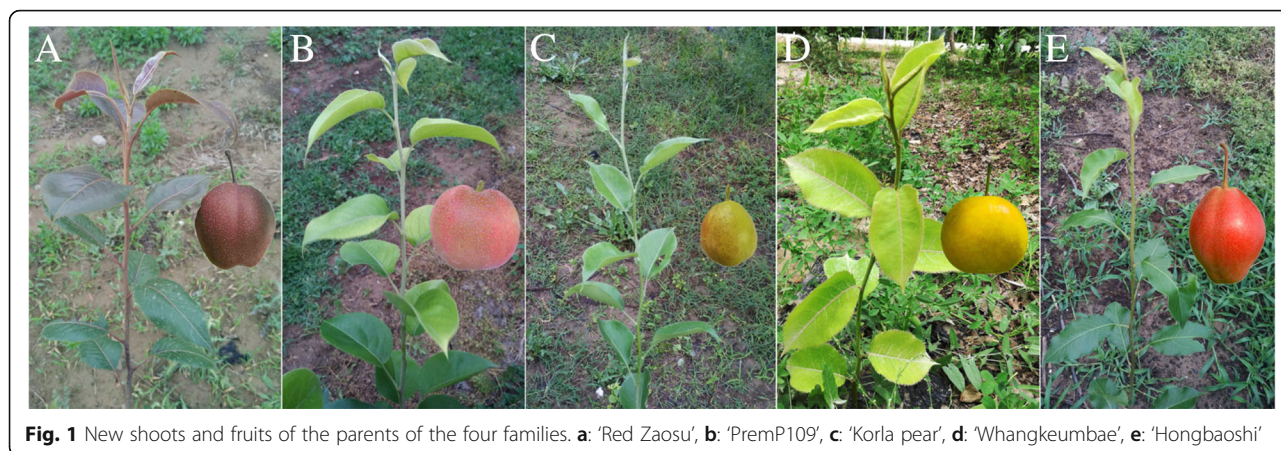 A B C D E
Fig. 1 New shoots and fruits of the parents of the four families. a: ‘Red Zaosu’, b: ‘PremP109’, c: ‘Korla pear’, d: ‘Whangkeumbae’, e: ‘Hongbaoshi’